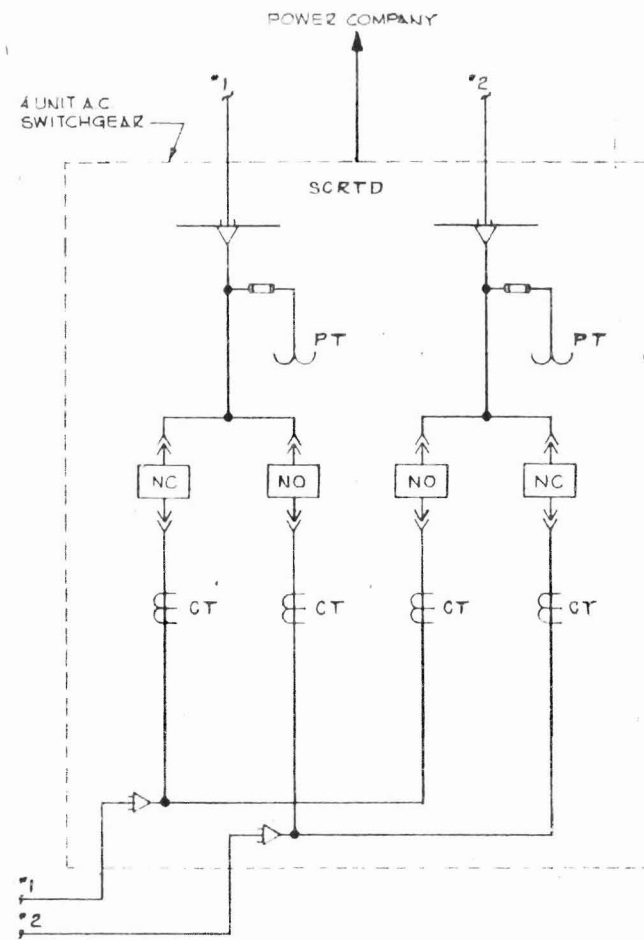 POWER COMPANY
#1
#2
4 UNIT A.C.
SWITCHGEAR
SCRTD
PT
PT
NC
NO
NO
NC
CT
CT
CT
CT
#1
#2